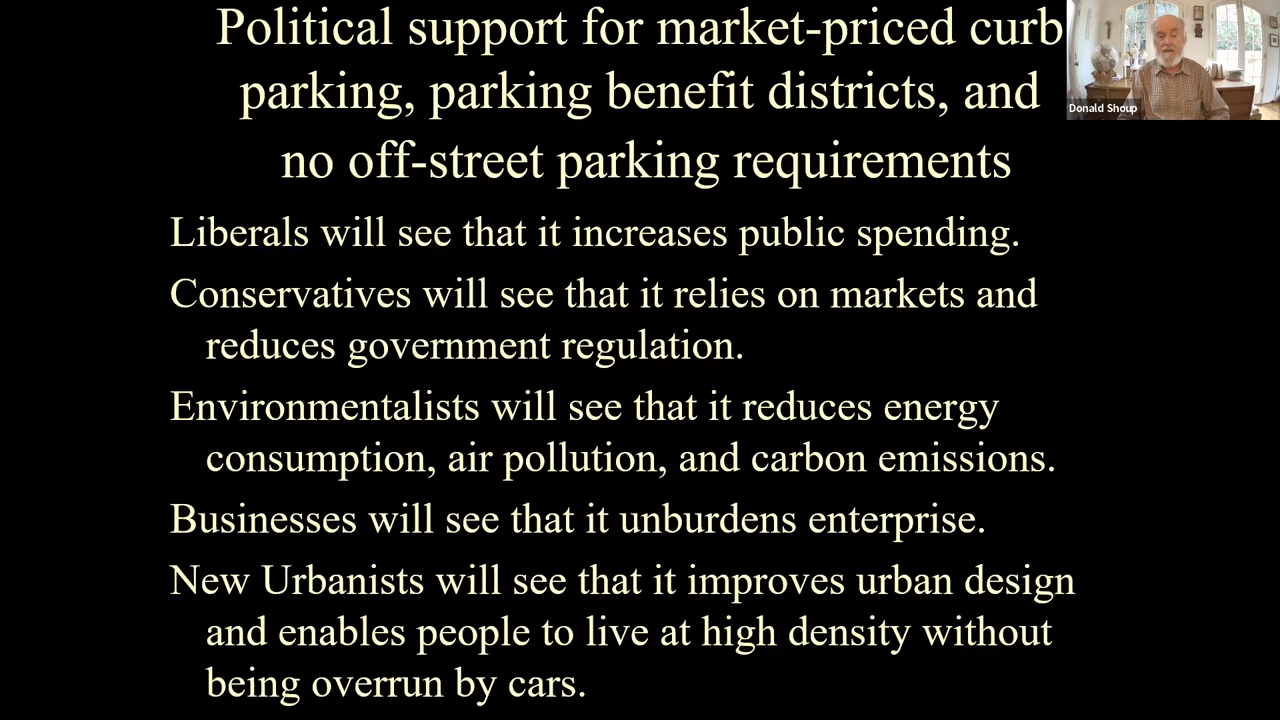 Political support for market-priced curb
parking, parking benefit districts, and
no off-street parking requirements
Donald Shoup
Liberals will see that it increases public spending.
Conservatives will see that it relies on markets and
reduces government regulation.
Environmentalists will see that it reduces energy
consumption, air pollution, and carbon emissions.
Businesses will see that it unburdens enterprise.
New Urbanists will see that it improves urban design
and enables people to live at high density without
being overrun by cars.